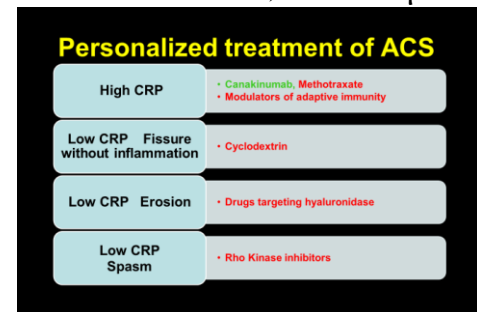 Personalized treatment of ACS
High CRP
• Canakinumab, Methotraxate
• Modulators of adaptive immunity
Low CRP Fissure
without inflammation
• Cyclodextrin
Low CRP Erosion
• Drugs targeting hyaluronidase
Low CRP
Spasm
• Rho Kinase inhibitors